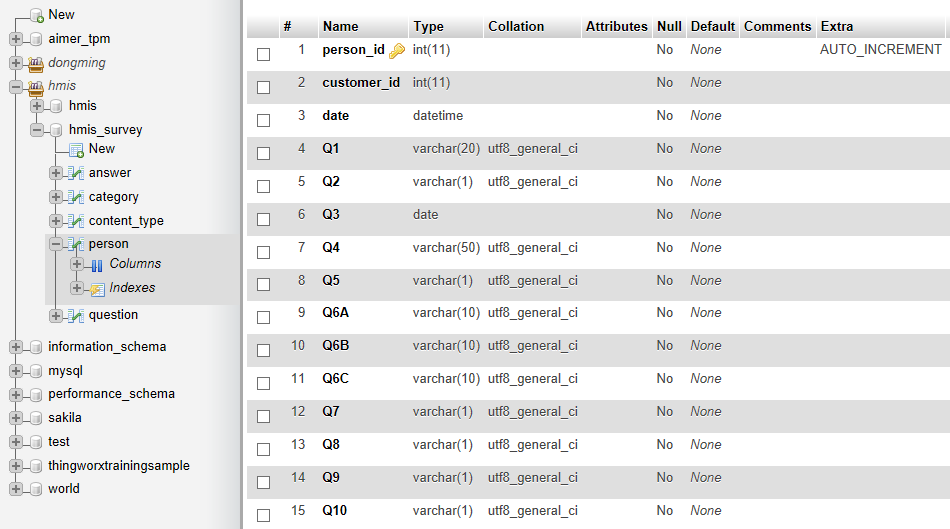 New
aimer_tpm
dongming
hmis
hmis
hmis_survey
New
answer
category
content_type
person
Columns
Indexes
question
information_schema
mysql
performance_schema
sakila
test
thingworxtrainingsample
world
# Name Type Collation Attributes Null Default Comments Extra
1 person_id int(11) No None AUTO_INCREMENT
2 customer_id int(11) No None
3 date datetime No None
4 Q1 varchar(20) utf8_general_ci No None
5 Q2 varchar(1) utf8_general_ci No None
6 Q3 date No None
7 Q4 varchar(50) utf8_general_ci No None
8 Q5 varchar(1) utf8_general_ci No None
9 Q6A varchar(10) utf8_general_ci No None
10 Q6B varchar(10) utf8_general_ci No None
11 Q6C varchar(10) utf8_general_ci No None
12 Q7 varchar(1) utf8_general_ci No None
13 Q8 varchar(1) utf8_general_ci No None
14 Q9 varchar(1) utf8_general_ci No None
15 Q10 varchar(1) utf8_general_ci No None